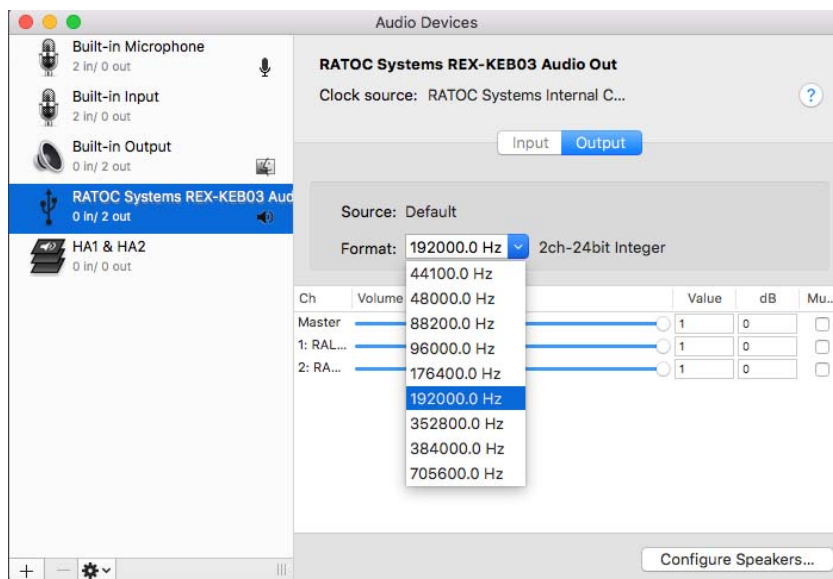 Audio Devices
Built-in Microphone
2 in/ 0 out
Built-in Input
2 in/ 0 out
Built-in Output
0 in/ 2 out
RATOC Systems REX-KEB03 Aud
0 in/ 2 out
HA1 & HA2
0 in/ 0 out
RATOC Systems REX-KEB03 Audio Out
Clock source: RATOC Systems Internal C...
?
Input Output
Source: Default
Format: 192000.0 Hz 2ch-24bit Integer
44100.0 Hz
48000.0 Hz
88200.0 Hz
96000.0 Hz
176400.0 Hz
192000.0 Hz
352800.0 Hz
384000.0 Hz
705600.0 Hz
Ch Volume Value dB Mu...
Master 1 0
1: RAL... 1 0
2: RA... 1 0
+ −
Configure Speakers...